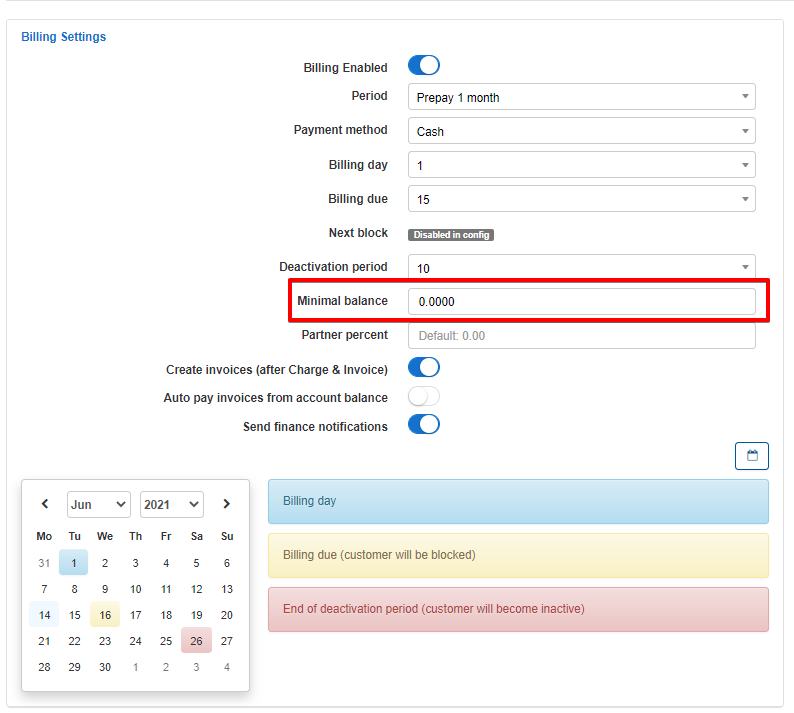 Billing Settings
Billing Enabled
Period Prepay 1 month
Payment method Cash
Billing day 1
Billing due 15
Next block Disabled in config
Deactivation period 10
Minimal balance 0.0000
Partner percent Default: 0.00
Create invoices (after Charge & Invoice)
Auto pay invoices from account balance
Send finance notifications
Jun 2021
Mo Tu We Th Fr Sa Su
31 1 2 3 4 5 6
7 8 9 10 11 12 13
14 15 16 17 18 19 20
21 22 23 24 25 26 27
28 29 30 1 2 3 4
Billing day
Billing due (customer will be blocked)
End of deactivation period (customer will become inactive)